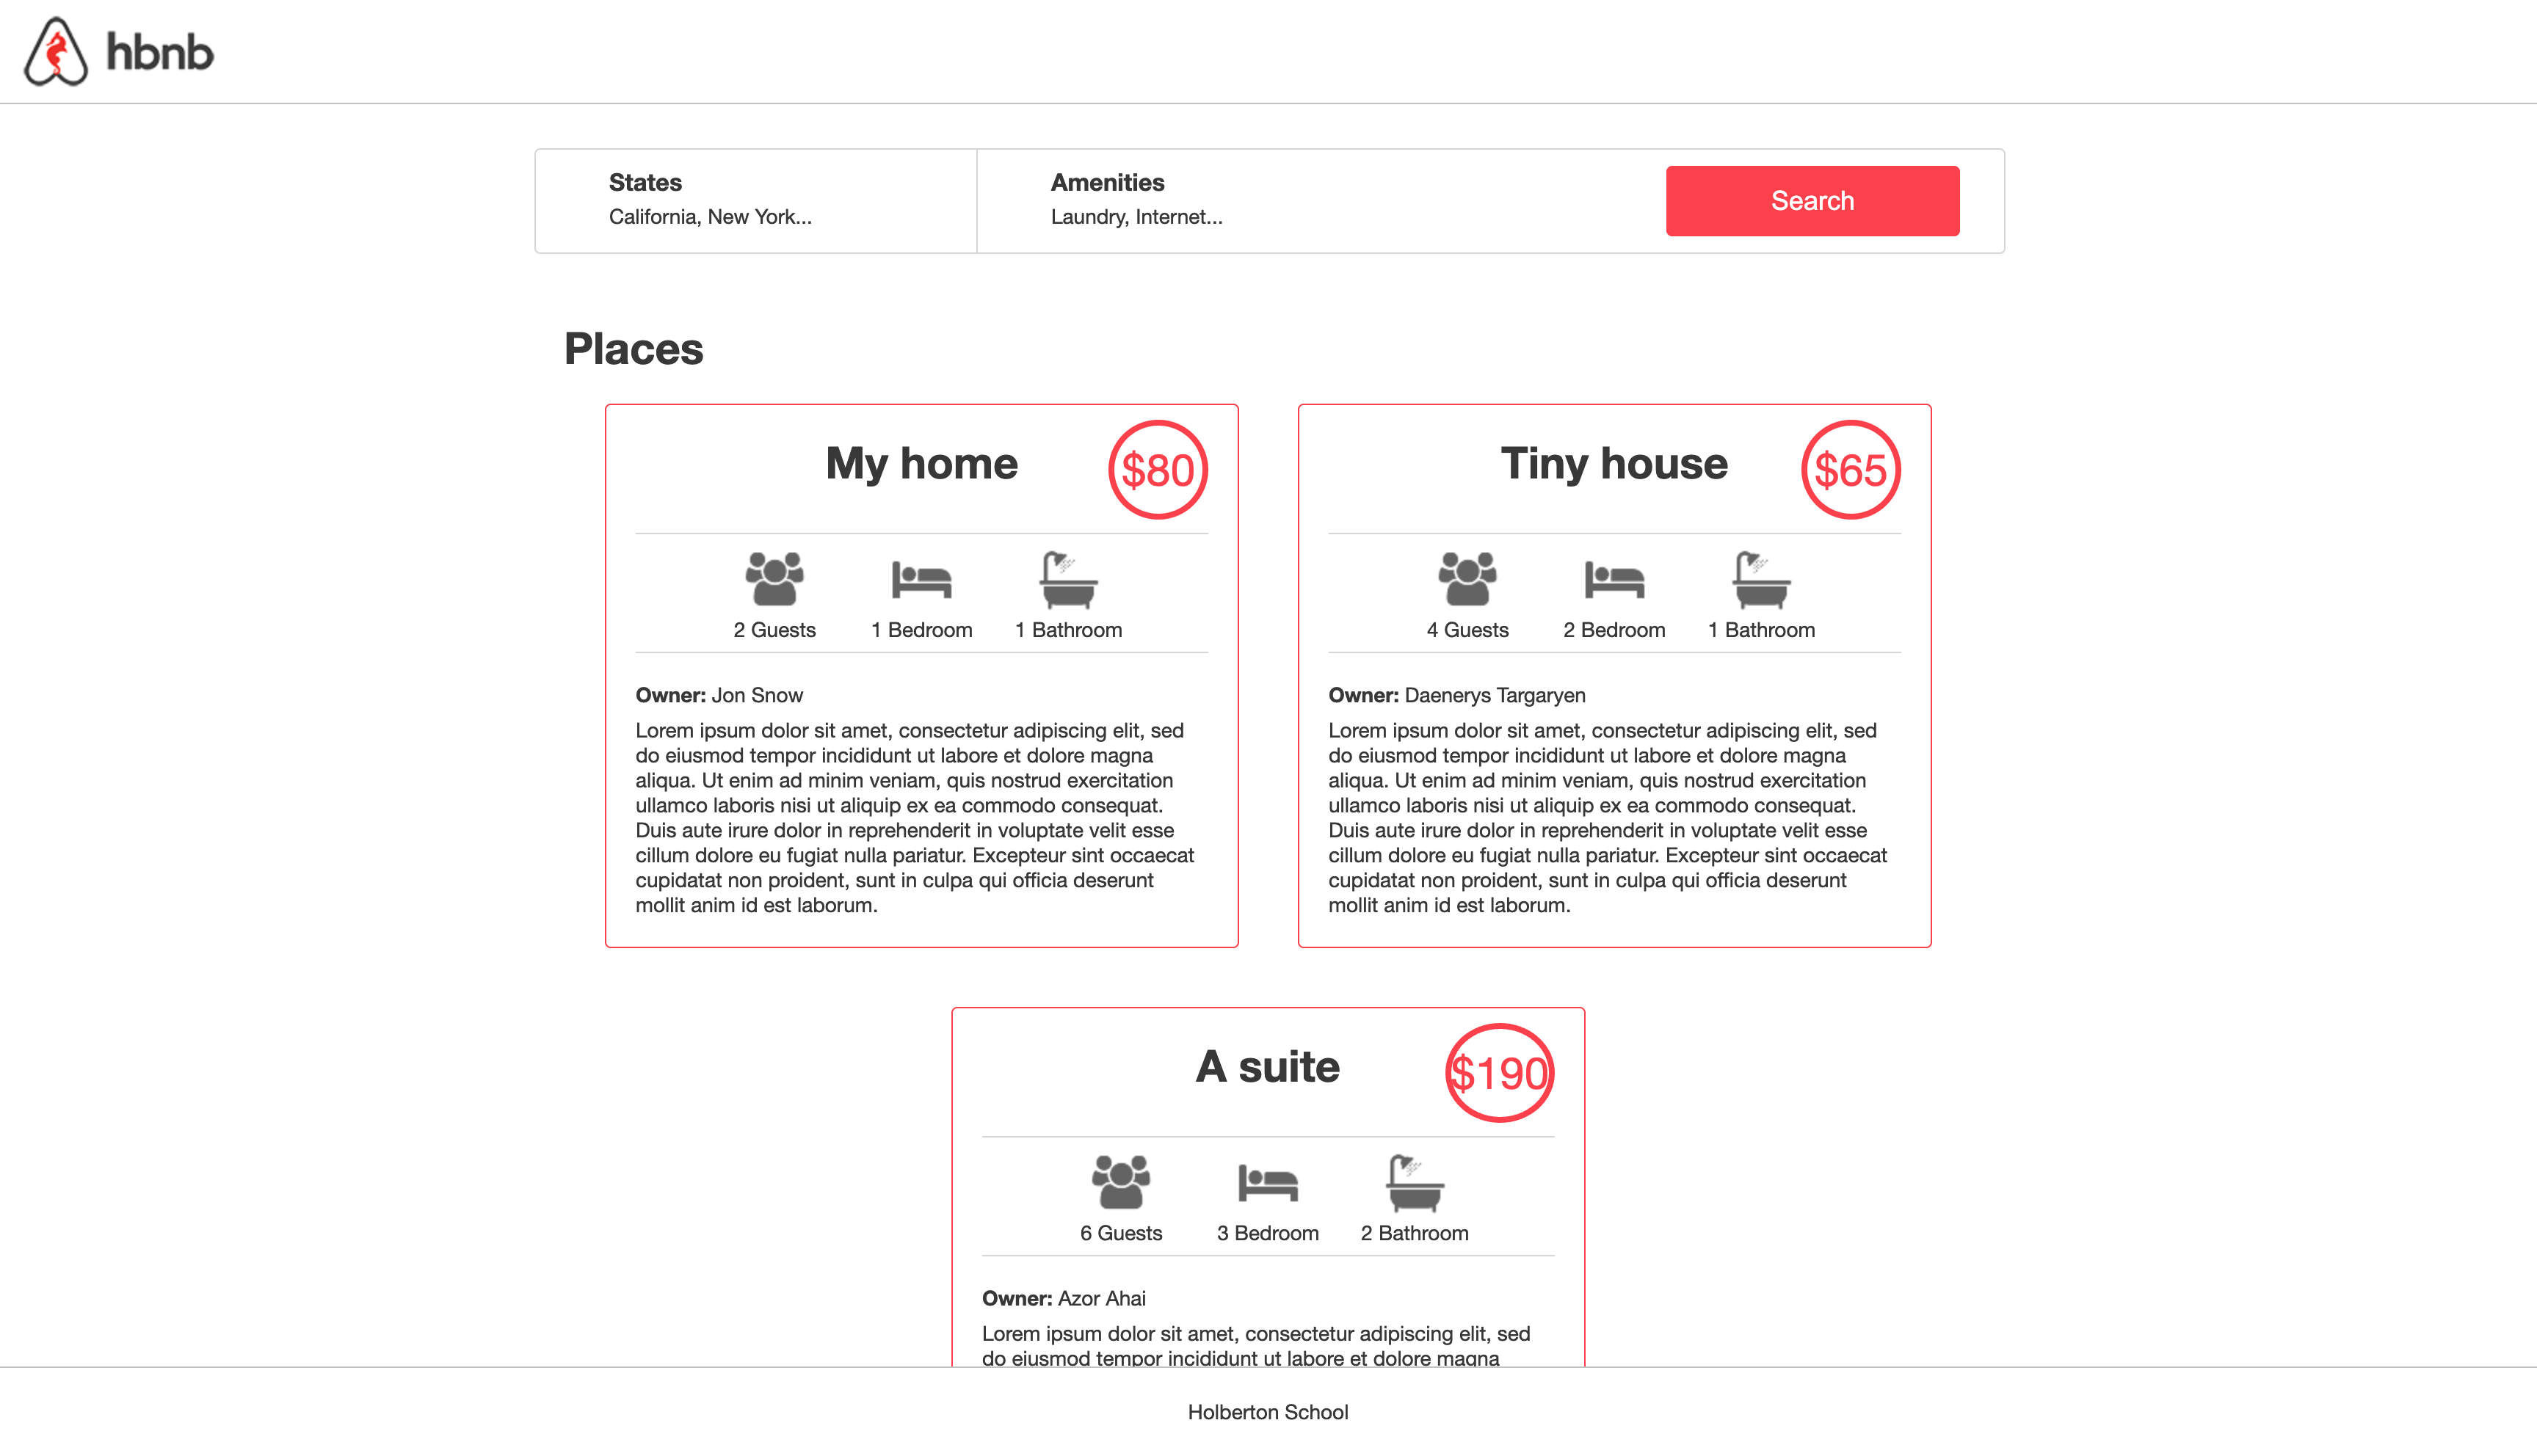 hbnb
States
California, New York...
Amenities
Laundry, Internet...
Search
Places
My home
$80
2 Guests
1 Bedroom
1 Bathroom
Owner: Jon Snow
Lorem ipsum dolor sit amet, consectetur adipiscing elit, sed
do eiusmod tempor incididunt ut labore et dolore magna
aliqua. Ut enim ad minim veniam, quis nostrud exercitation
ullamco laboris nisi ut aliquip ex ea commodo consequat.
Duis aute irure dolor in reprehenderit in voluptate velit esse
cillum dolore eu fugiat nulla pariatur. Excepteur sint occaecat
cupidatat non proident, sunt in culpa qui officia deserunt
mollit anim id est laborum.
Tiny house
$65
4 Guests
2 Bedroom
1 Bathroom
Owner: Daenerys Targaryen
Lorem ipsum dolor sit amet, consectetur adipiscing elit, sed
do eiusmod tempor incididunt ut labore et dolore magna
aliqua. Ut enim ad minim veniam, quis nostrud exercitation
ullamco laboris nisi ut aliquip ex ea commodo consequat.
Duis aute irure dolor in reprehenderit in voluptate velit esse
cillum dolore eu fugiat nulla pariatur. Excepteur sint occaecat
cupidatat non proident, sunt in culpa qui officia deserunt
mollit anim id est laborum.
A suite
$190
6 Guests
3 Bedroom
2 Bathroom
Owner: Azor Ahai
Lorem ipsum dolor sit amet, consectetur adipiscing elit, sed
do eiusmod tempor incididunt ut labore et dolore magna
Holberton School